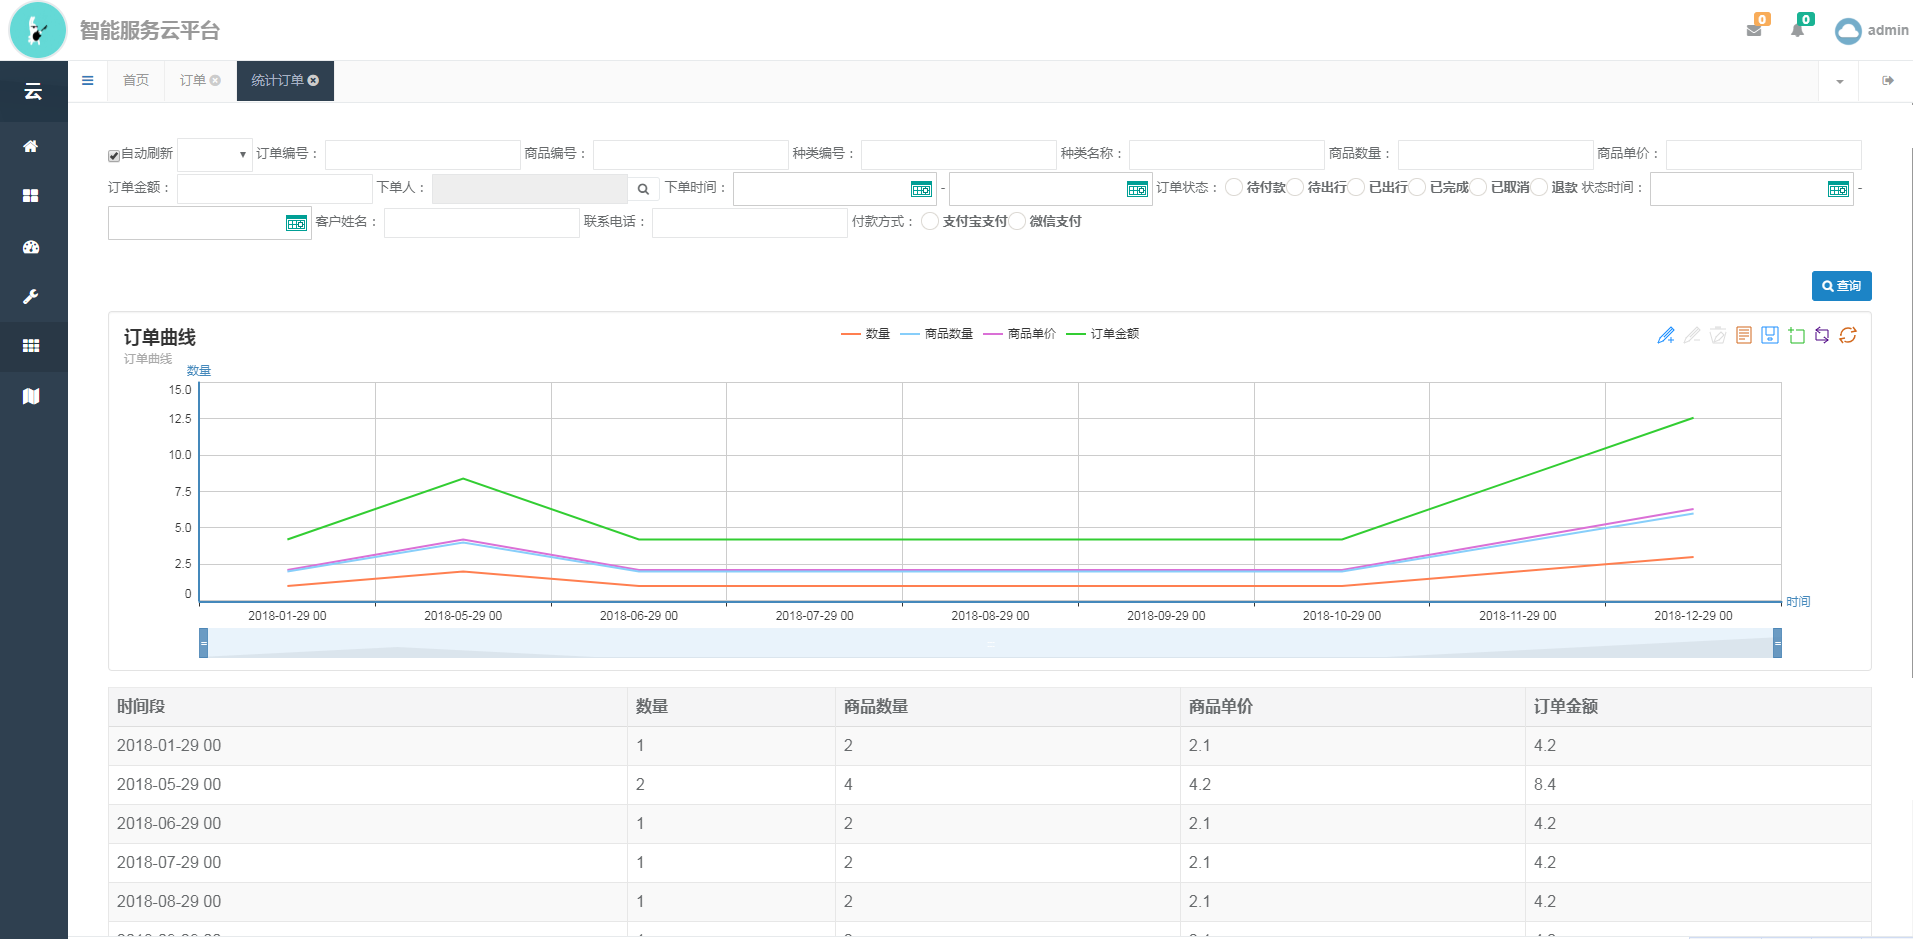 智能服务云平台
0
0
admin
云
首页
订单
统计订单
自动刷新 订单编号： 商品编号： 种类编号： 种类名称： 商品数量： 商品单价：
订单金额： 下单人： 下单时间： - 订单状态： 待付款 待出行 已出行 已完成 已取消 退款 状态时间： -
客户姓名： 联系电话： 付款方式： 支付宝支付 微信支付
查询
订单曲线
订单曲线
数量 商品数量 商品单价 订单金额
数量
15.0
12.5
10.0
7.5
5.0
2.5
0
时间
2018-01-29 00 2018-05-29 00 2018-06-29 00 2018-07-29 00 2018-08-29 00 2018-09-29 00 2018-10-29 00 2018-11-29 00 2018-12-29 00
时间段 数量 商品数量 商品单价 订单金额
2018-01-29 00 1 2 2.1 4.2
2018-05-29 00 2 4 4.2 8.4
2018-06-29 00 1 2 2.1 4.2
2018-07-29 00 1 2 2.1 4.2
2018-08-29 00 1 2 2.1 4.2